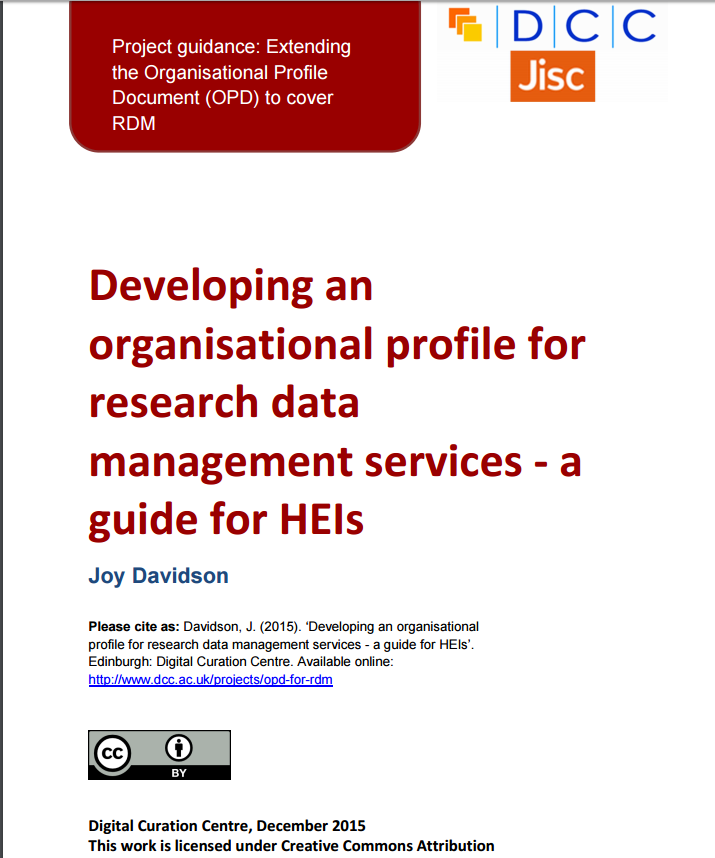 Project guidance: Extending
the Organisational Profile
Document (OPD) to cover
RDM
D C C
Jisc
Developing an
organisational profile for
research data
management services - a
guide for HEIs
Joy Davidson
Please cite as: Davidson, J. (2015). ‘Developing an organisational
profile for research data management services - a guide for HEIs’.
Edinburgh: Digital Curation Centre. Available online:
http://www.dcc.ac.uk/projects/opd-for-rdm
cc
BY
Digital Curation Centre, December 2015
This work is licensed under Creative Commons Attribution